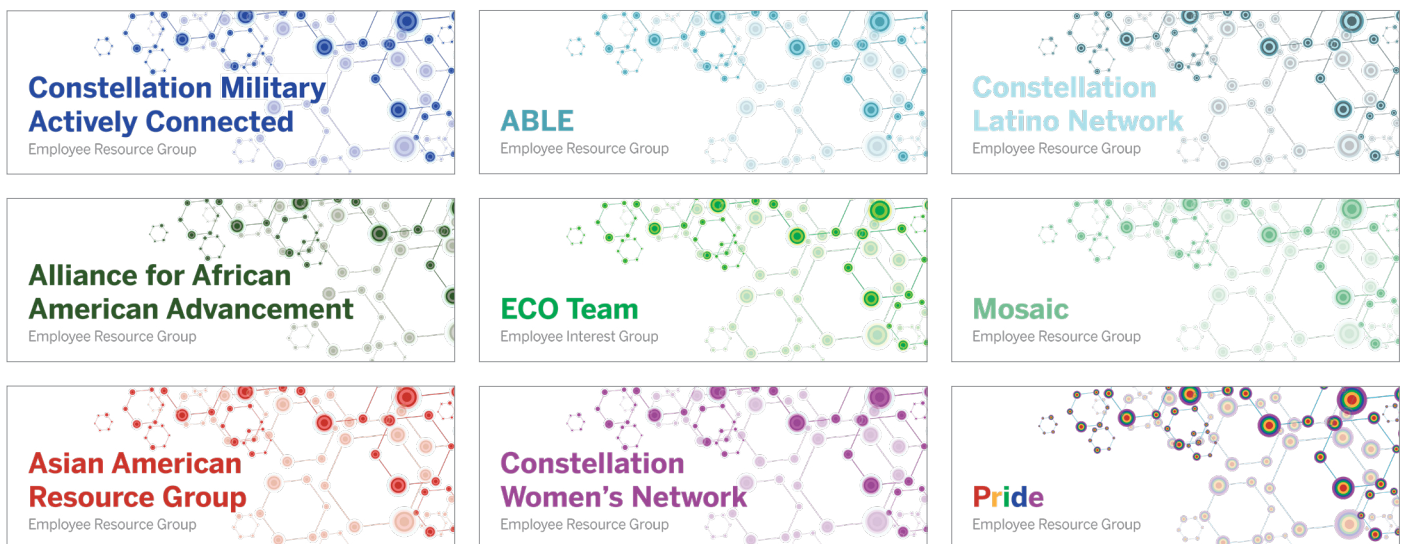 Constellation Military
Actively Connected
Employee Resource Group
ABLE
Employee Resource Group
Constellation
Latino Network
Employee Resource Group
Alliance for African
American Advancement
Employee Resource Group
ECO Team
Employee Interest Group
Mosaic
Employee Resource Group
Asian American
Resource Group
Employee Resource Group
Constellation
Women's Network
Employee Resource Group
Pride
Employee Resource Group